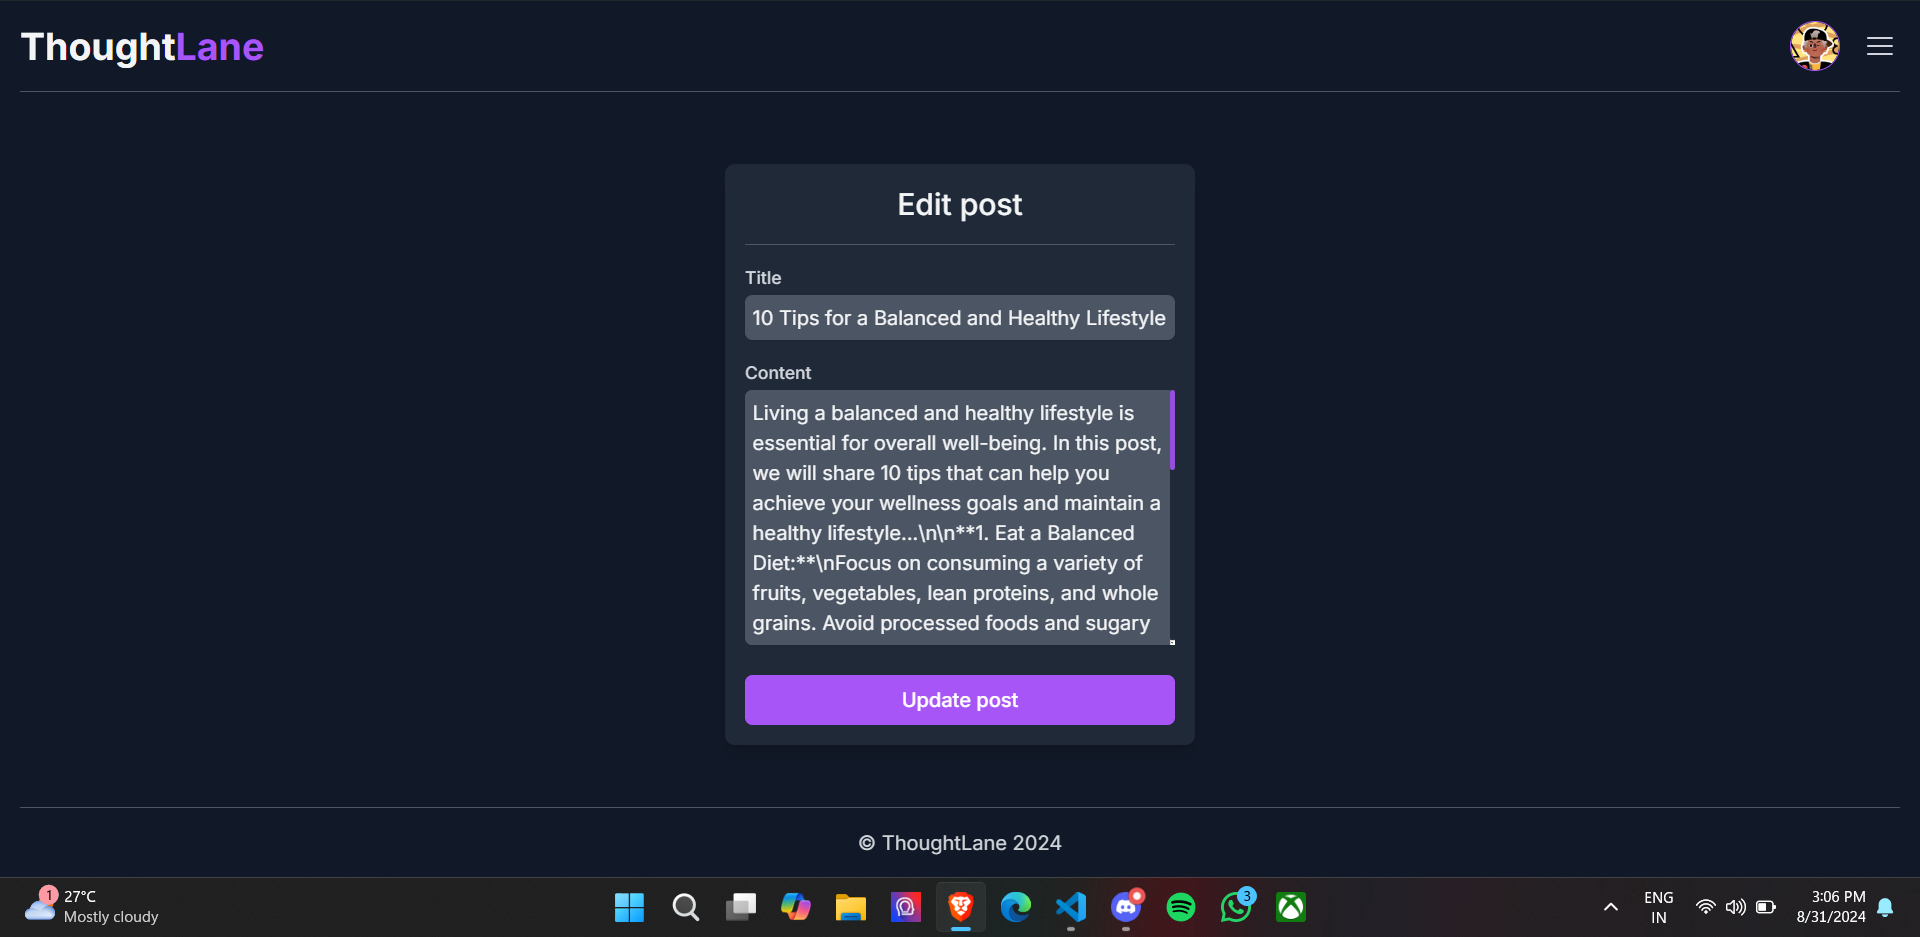 ThoughtLane
Edit post
Title
10 Tips for a Balanced and Healthy Lifestyle
Content
Living a balanced and healthy lifestyle is
essential for overall well-being. In this post,
we will share 10 tips that can help you
achieve your wellness goals and maintain a
healthy lifestyle...\n\n**1. Eat a Balanced
Diet:**\nFocus on consuming a variety of
fruits, vegetables, lean proteins, and whole
grains. Avoid processed foods and sugary
Update post
© ThoughtLane 2024
1
27°C
Mostly cloudy
3
ENG
IN
3:06 PM
8/31/2024